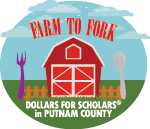 FARM TO FORK
DOLLARS FOR SCHOLARS®
in PUTNAM COUNTY